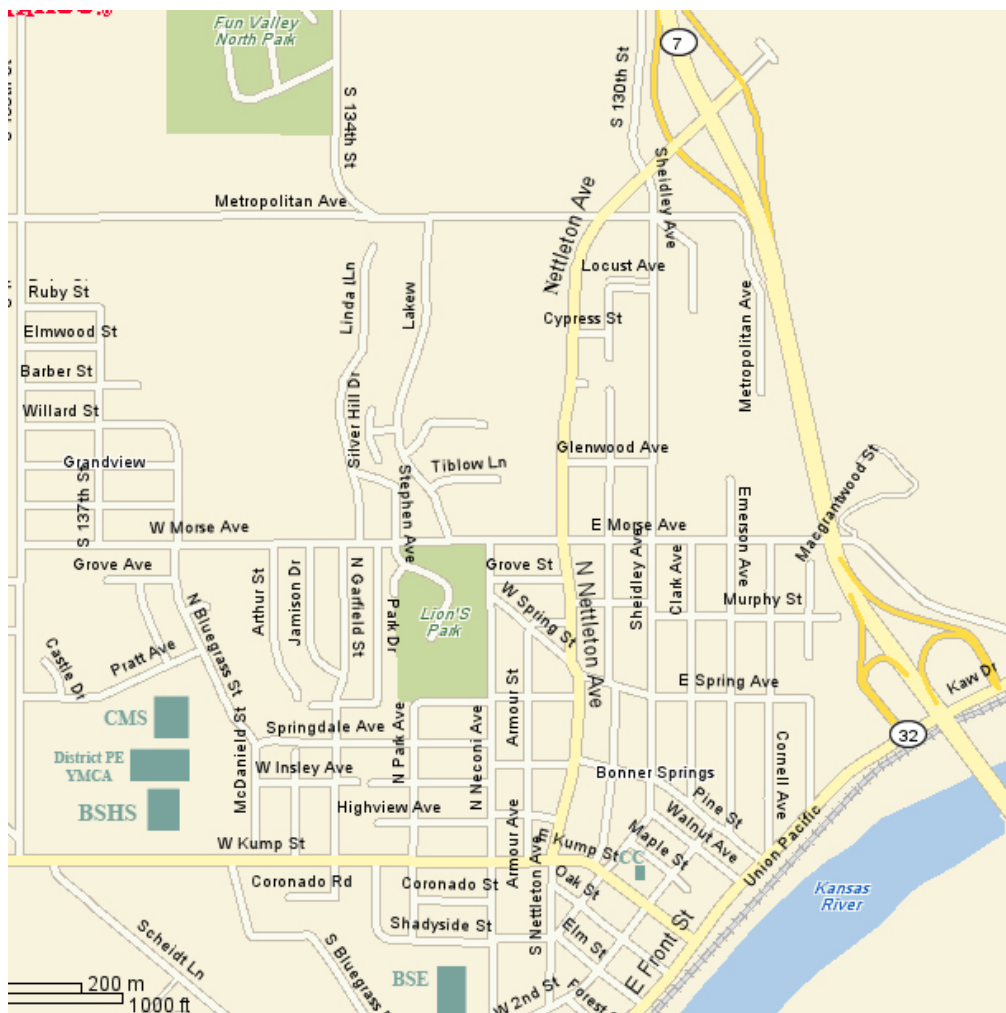 Fun Valley
North Park
7
S 134th St
S 130th St
Sheidley Ave
Metropolitan Ave
Nettleton Ave
Locust Ave
Ruby St
Linda Ln
Lakew
Cypress St
Metropolitan Ave
Elmwood St
Barber St
Willard St
Silver Hill Dr
Glenwood Ave
Grandview
Tiblow Ln
Stephen Ave
S 137th St
Emerson Ave
Macgrantwood St
W Morse Ave
E Morse Ave
Grove Ave
Grove St
Sheidley Ave
Clark Ave
N Bluegrass St
Arthur St
Jamison Dr
N Garfield St
Park Dr
Lion'S
Park
W Spring St
N Nettleton Ave
Murphy St
Castle Dr
Pratt Ave
E Spring Ave
Kaw Dr
CMS
McDanield St
Springdale Ave
N Park Ave
N Neconi Ave
Armour St
Cornell Ave
32
District PE
YMCA
W Insley Ave
Bonner Springs
Pine St
BSHS
Highview Ave
Walnut Ave
Maple St
Union Pacific
W Kump St
Armour Ave
E Kump St
CC
Coronado Rd
Coronado St
S Nettleton Ave
Oak St
Kansas
River
Shadyside St
Elm St
E Front St
Scheidt Ln
S Bluegrass
BSE
W 2nd St
Forest
200 m
1000 ft